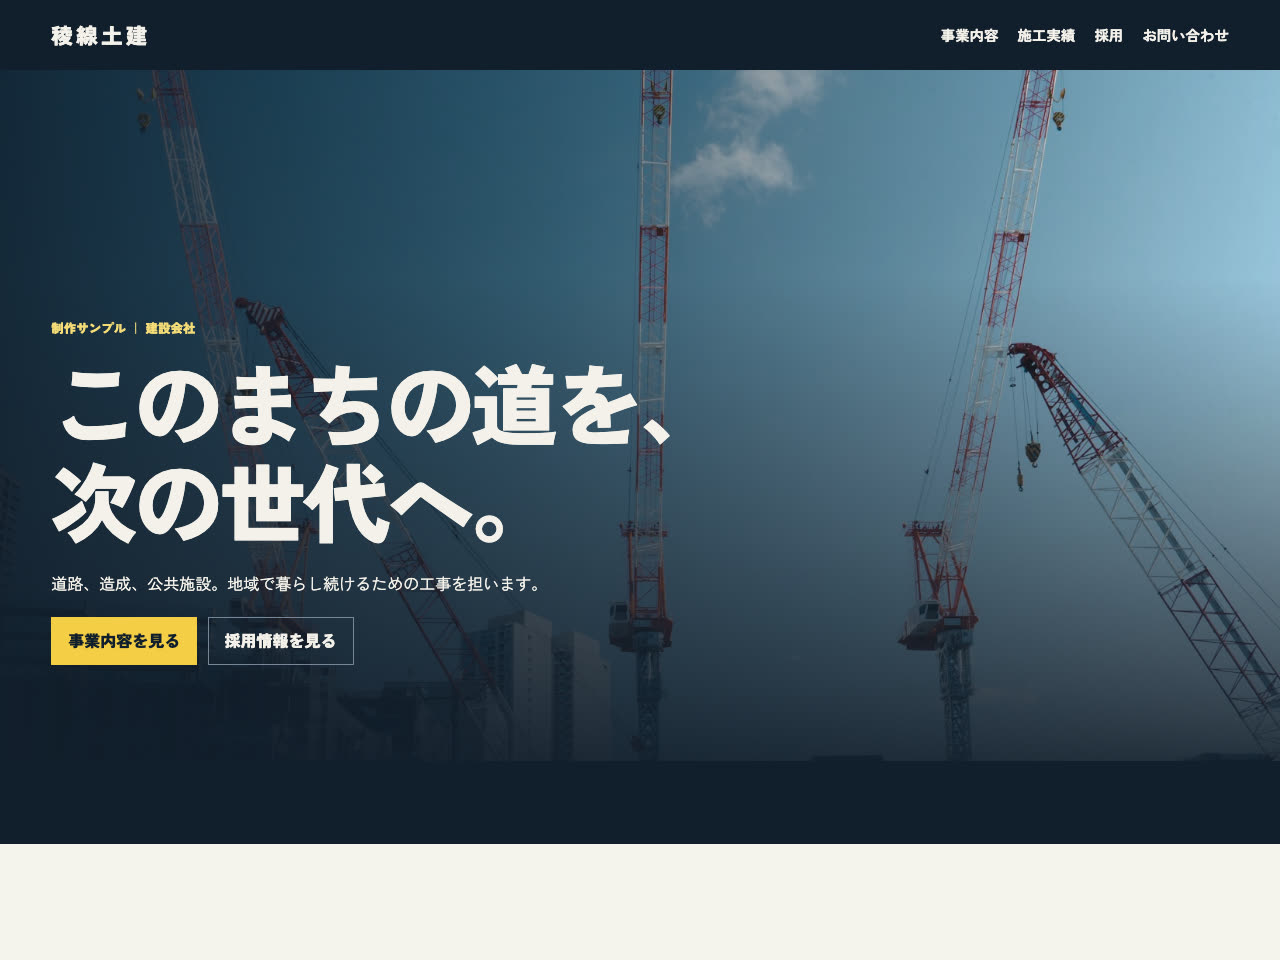 稜線土建
事業内容 施工実績 採用 お問い合わせ
制作サンプル | 建設会社
このまちの道を、
次の世代へ。
道路、造成、公共施設。地域で暮らし続けるための工事を担います。
事業内容を見る 採用情報を見る